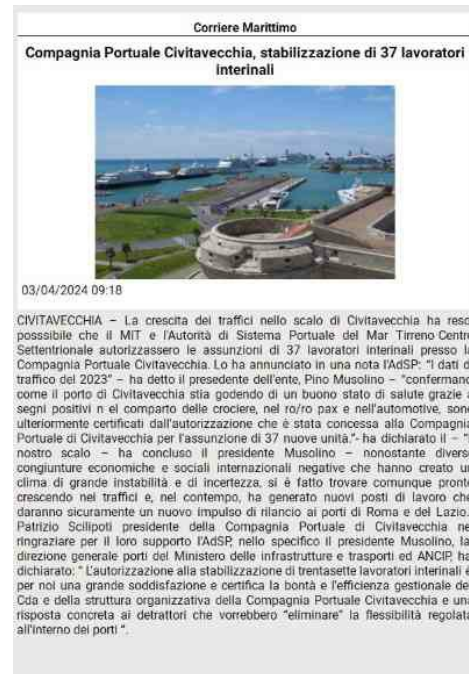 Corriere Marittimo
Compagnia Portuale Civitavecchia, stabilizzazione di 37 lavoratori
interinali
03/04/2024 09:18
CIVITAVECCHIA – La crescita dei traffici nello scalo di Civitavecchia ha reso
posssibile che il MIT e l'Autorità di Sistema Portuale del Mar Tirreno Centro
Settentrionale autorizzassero le assunzioni di 37 lavoratori interinali presso la
Compagnia Portuale Civitavecchia. Lo ha annunciato in una nota l'AdSP: "I dati di
traffico del 2023" – ha detto il presedente dell'ente, Pino Musolino – "confermano
come il porto di Civitavecchia stia godendo di un buono stato di salute grazie a
segni positivi n el comparto delle crociere, nel ro/ro pax e nell'automotive, sono
ulteriormente certificati dall'autorizzazione che è stata concessa alla Compagnia
Portuale di Civitavecchia per l'assunzione di 37 nuove unità."- ha dichiarato il – "-
nostro scalo – ha concluso il presidente Musolino – nonostante diverse
congiunture economiche e sociali internazionali negative che hanno creato un
clima di grande instabilità e di incertezza, si è fatto trovare comunque pronto
crescendo nei traffici e, nel contempo, ha generato nuovi posti di lavoro che
daranno sicuramente un nuovo impulso di rilancio ai porti di Roma e del Lazio.
Patrizio Scilipoti presidente della Compagnia Portuale di Civitavecchia nel
ringraziare per il loro supporto l'AdSP, nello specifico il presidente Musolino, la
direzione generale porti del Ministero delle infrastrutture e trasporti ed ANCIP, ha
dichiarato: " L'autorizzazione alla stabilizzazione di trentasette lavoratori interinali è
per noi una grande soddisfazione e certifica la bontà e l'efficienza gestionale del
Cda e della struttura organizzativa della Compagnia Portuale Civitavecchia e una
risposta concreta ai detrattori che vorrebbero "eliminare" la flessibilità regolata
all'interno dei porti ".